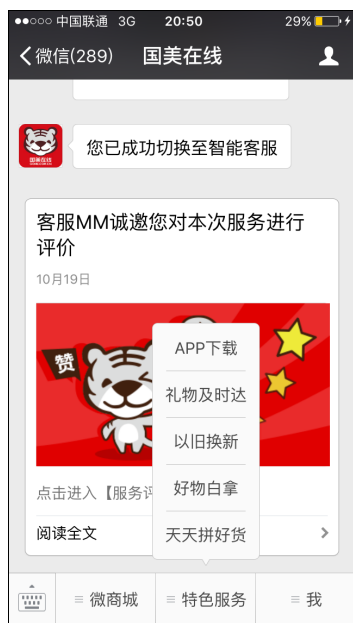 中国联通 3G 20:50 29%
微信(289) 国美在线
国美在线
您已成功切换至智能客服
客服MM诚邀您对本次服务进行
评价
10月19日
赞
APP下载
礼物及时达
以旧换新
好物白拿
天天拼好货
点击进入【服务评
阅读全文
微商城 特色服务 我